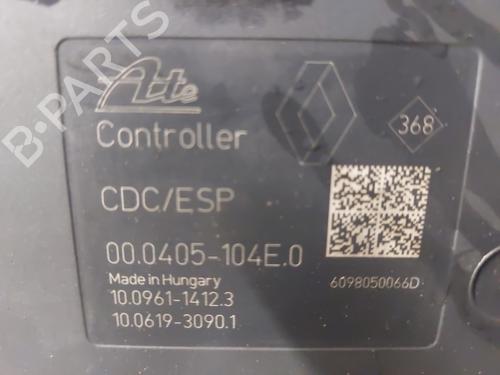 B-PARTS
Ate
368
Controller
CDC/ESP
00.0405-104E.0
Made in Hungary
10.0961-1412.3
10.0619-3090.1
6098050066D